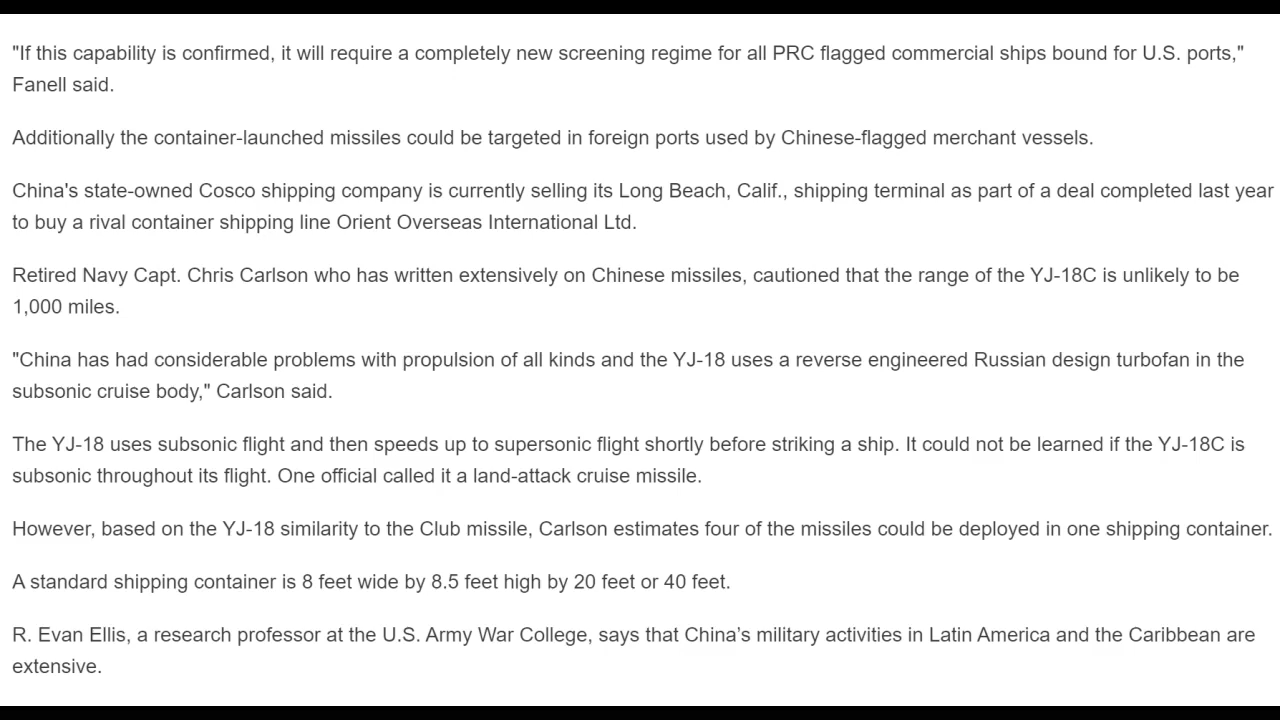 "If this capability is confirmed, it will require a completely new screening regime for all PRC flagged commercial ships bound for U.S. ports,"
Fanell said.
Additionally the container-launched missiles could be targeted in foreign ports used by Chinese-flagged merchant vessels.
China's state-owned Cosco shipping company is currently selling its Long Beach, Calif., shipping terminal as part of a deal completed last year
to buy a rival container shipping line Orient Overseas International Ltd.
Retired Navy Capt. Chris Carlson who has written extensively on Chinese missiles, cautioned that the range of the YJ-18C is unlikely to be
1,000 miles.
"China has had considerable problems with propulsion of all kinds and the YJ-18 uses a reverse engineered Russian design turbofan in the
subsonic cruise body," Carlson said.
The YJ-18 uses subsonic flight and then speeds up to supersonic flight shortly before striking a ship. It could not be learned if the YJ-18C is
subsonic throughout its flight. One official called it a land-attack cruise missile.
However, based on the YJ-18 similarity to the Club missile, Carlson estimates four of the missiles could be deployed in one shipping container.
A standard shipping container is 8 feet wide by 8.5 feet high by 20 feet or 40 feet.
R. Evan Ellis, a research professor at the U.S. Army War College, says that China’s military activities in Latin America and the Caribbean are
extensive.